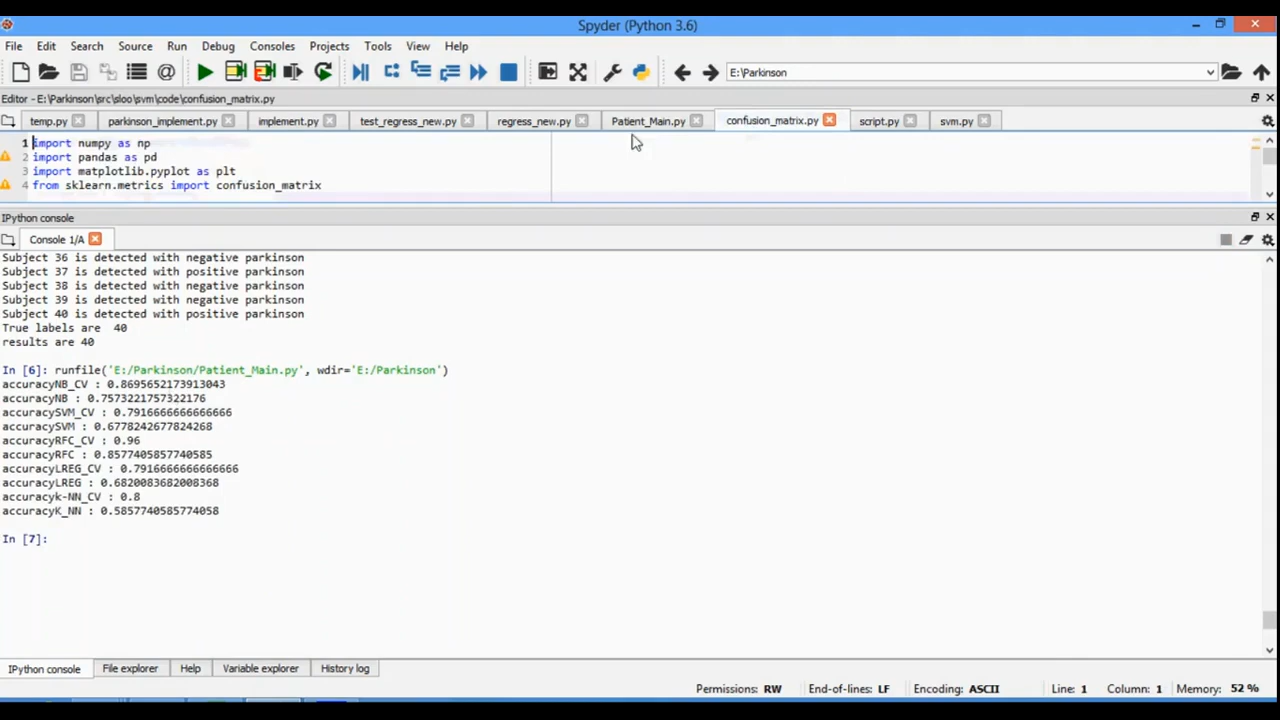 Spyder (Python 3.6)
File Edit Search Source Run Debug Consoles Projects Tools View Help
E:\Parkinson
Editor - E:\Parkinson\src\sloo\svm\code\confusion_matrix.py
temp.py parkinson_implement.py implement.py test_regress_new.py regress_new.py Patient_Main.py confusion_matrix.py script.py svm.py
1 import numpy as np
2 import pandas as pd
3 import matplotlib.pyplot as plt
4 from sklearn.metrics import confusion_matrix
IPython console
Console 1/A
Subject 36 is detected with negative parkinson
Subject 37 is detected with positive parkinson
Subject 38 is detected with negative parkinson
Subject 39 is detected with negative parkinson
Subject 40 is detected with positive parkinson
True labels are  40
results are 40
In [6]: runfile('E:/Parkinson/Patient_Main.py', wdir='E:/Parkinson')
accuracyNB_CV : 0.8695652173913043
accuracyNB : 0.7573221757322176
accuracySVM_CV : 0.7916666666666666
accuracySVM : 0.6778242677824268
accuracyRFC_CV : 0.96
accuracyRFC : 0.8577405857740585
accuracyLREG_CV : 0.7916666666666666
accuracyLREG : 0.6820083682008368
accuracyk-NN_CV : 0.8
accuracyK_NN : 0.5857740585774058
In [7]:
IPython console File explorer Help Variable explorer History log
Permissions: RW End-of-lines: LF Encoding: ASCII Line: 1 Column: 1 Memory: 52 %